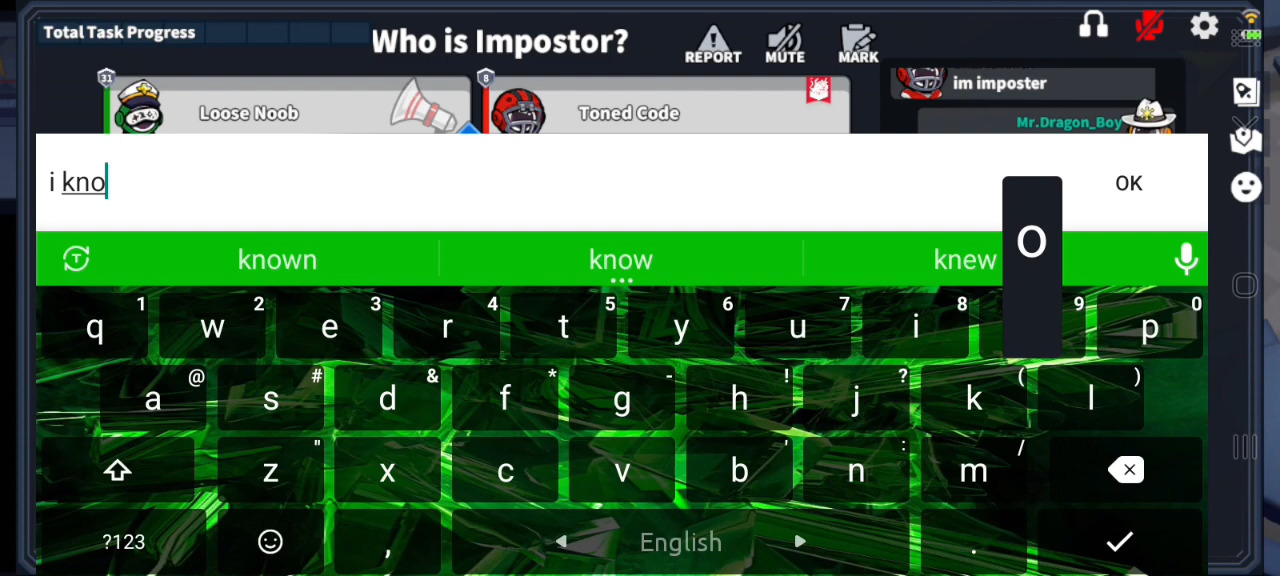 Total Task Progress
Who is Impostor?
REPORT
MUTE
MARK
31
Loose Noob
8
Toned Code
im imposter
Mr.Dragon_Boy
i kno
OK
known
know
knew
O
1 2 3 4 5 6 7 8 9 0
q w e r t y u i p
@ # & * - ! ? ( )
a s d f g h j k l
" ' : /
z x c v b n m
?123 , English .